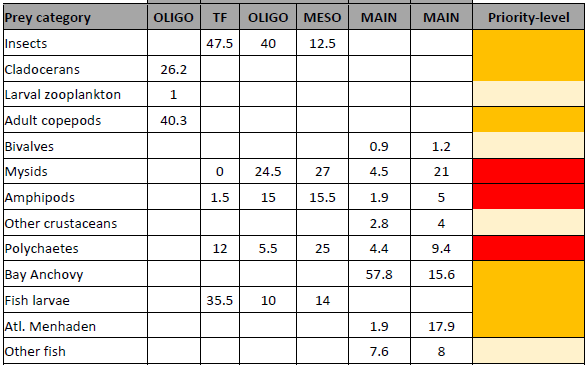 Prey category OLIGO TF OLIGO MESO MAIN MAIN Priority-level
Insects 47.5 40 12.5
Cladocerans 26.2
Larval zooplankton 1
Adult copepods 40.3
Bivalves 0.9 1.2
Mysids 0 24.5 27 4.5 21
Amphipods 1.5 15 15.5 1.9 5
Other crustaceans 2.8 4
Polychaetes 12 5.5 25 4.4 9.4
Bay Anchovy 57.8 15.6
Fish larvae 35.5 10 14
Atl. Menhaden 1.9 17.9
Other fish 7.6 8